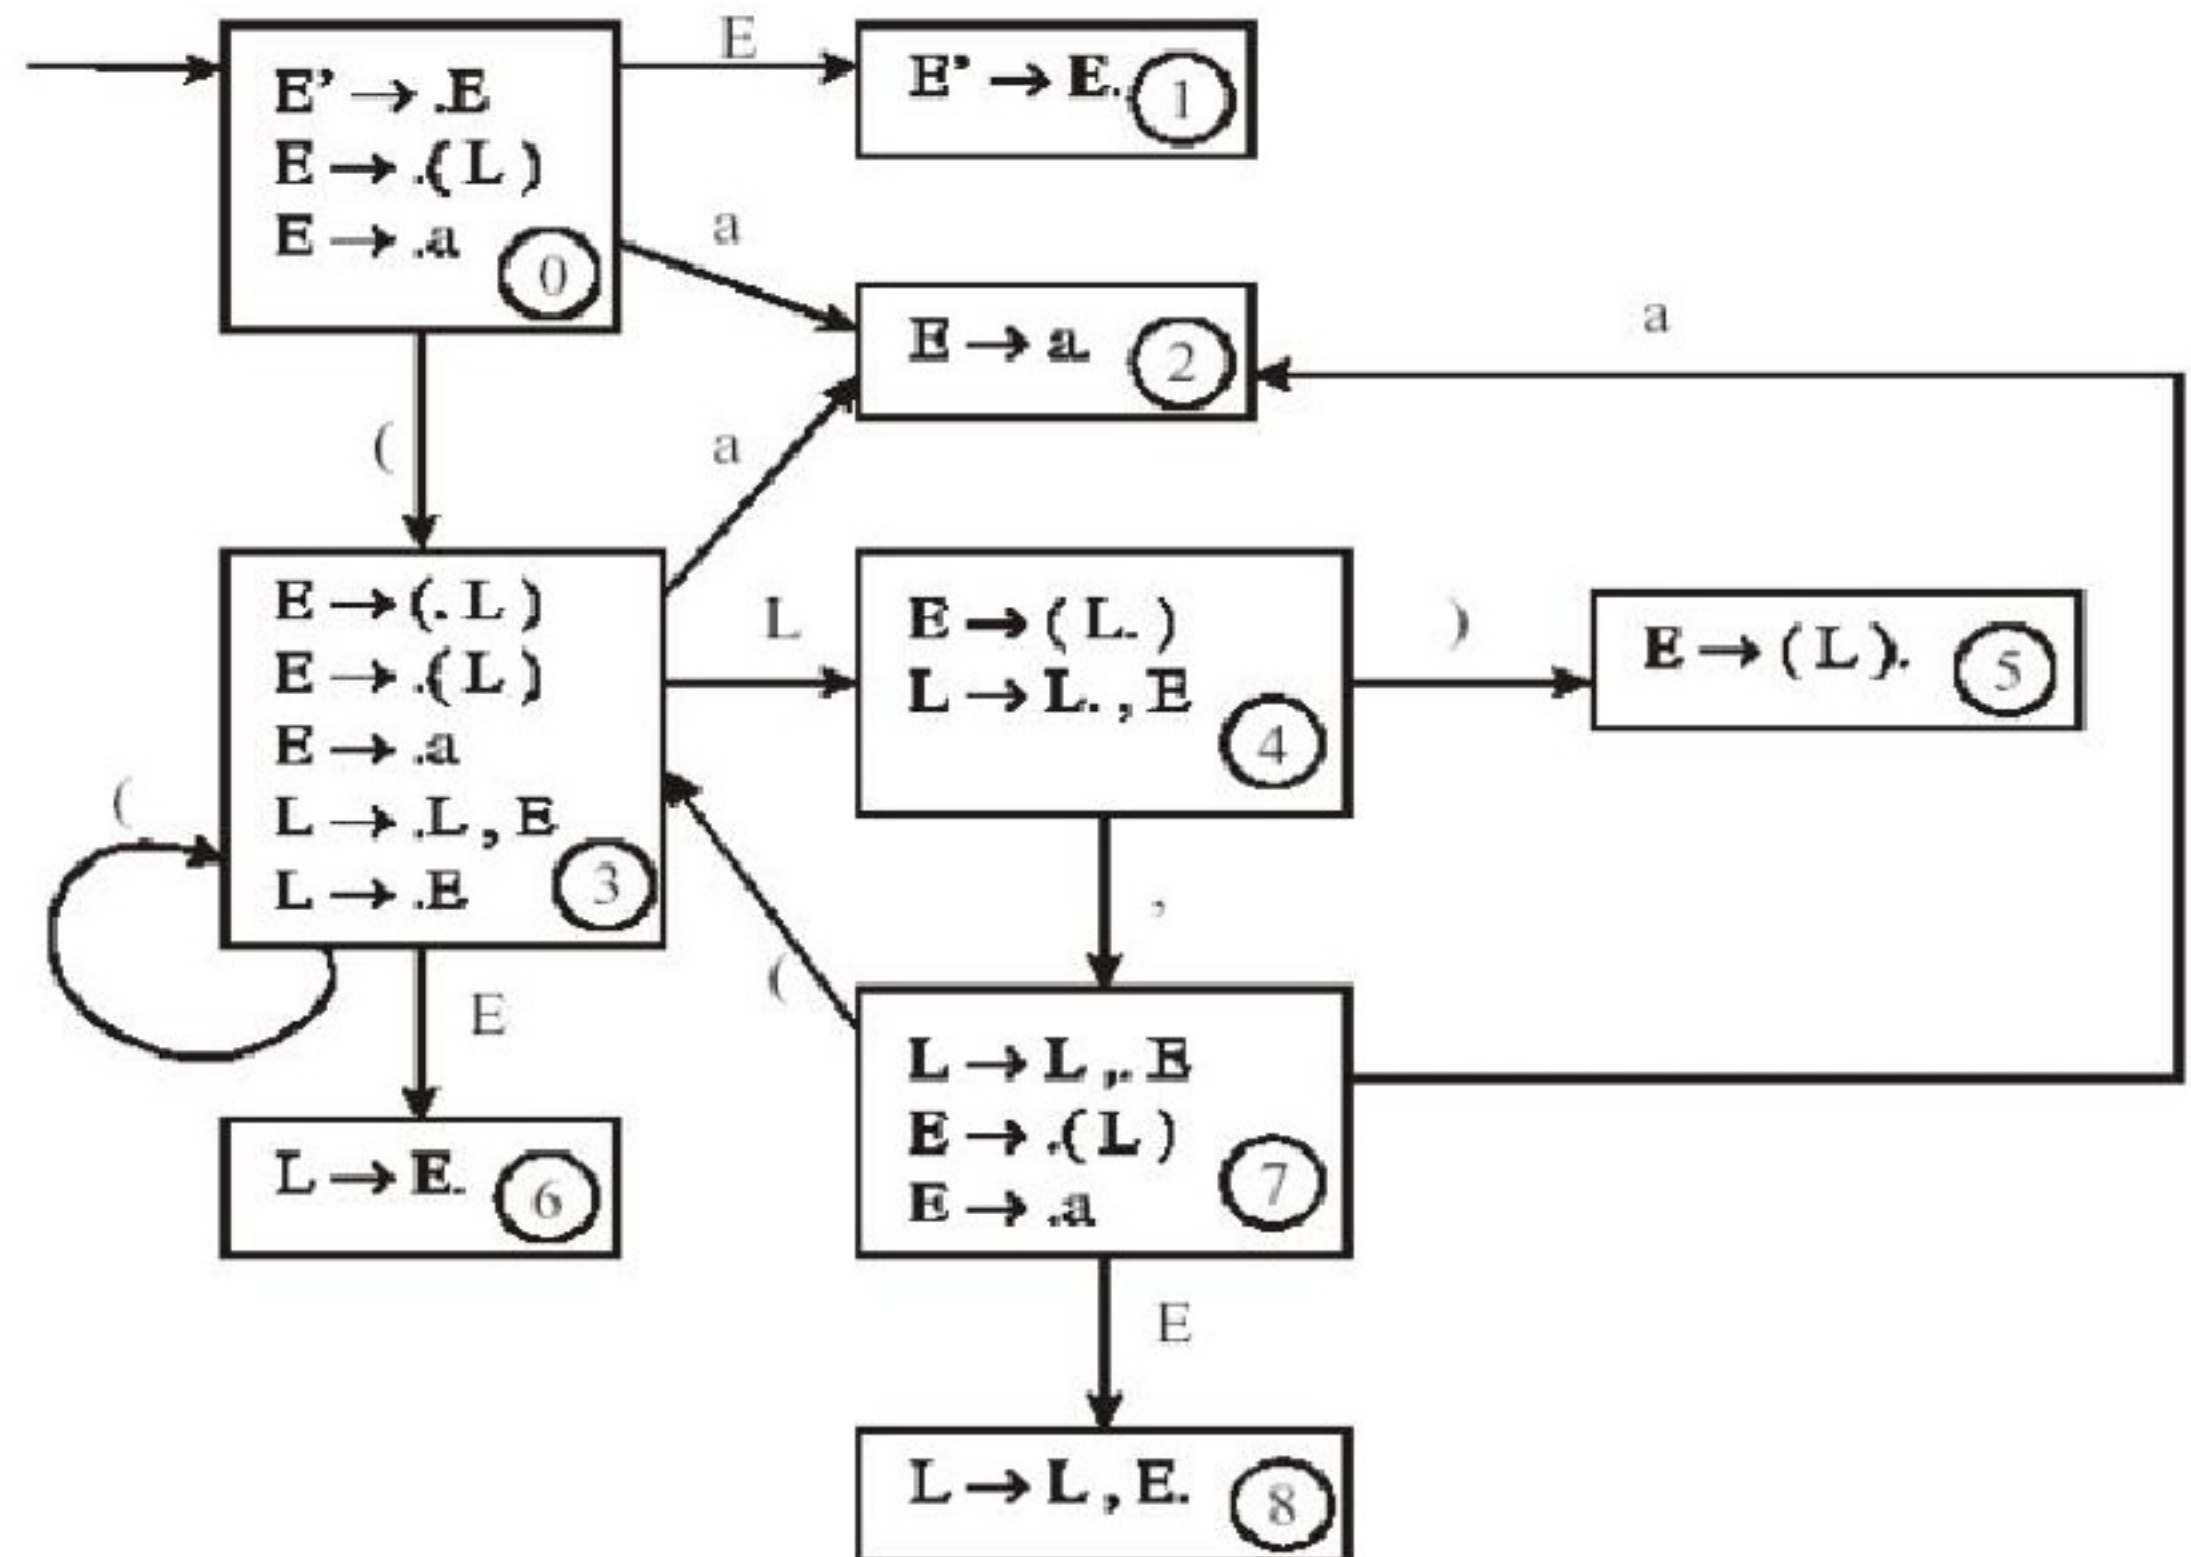 E
E' → .E
E → .( L )
E → .a
0
E' → E.
1
a
E → a.
2
a
(
a
E → (. L )
E → .( L )
E → .a
L → .L , E
L → .E
3
L
E → ( L. )
L → L. , E
4
)
E → ( L ).
5
(
,
(
E
L → E.
6
L → L ,. E
E → .( L )
E → .a
7
E
L → L , E.
8